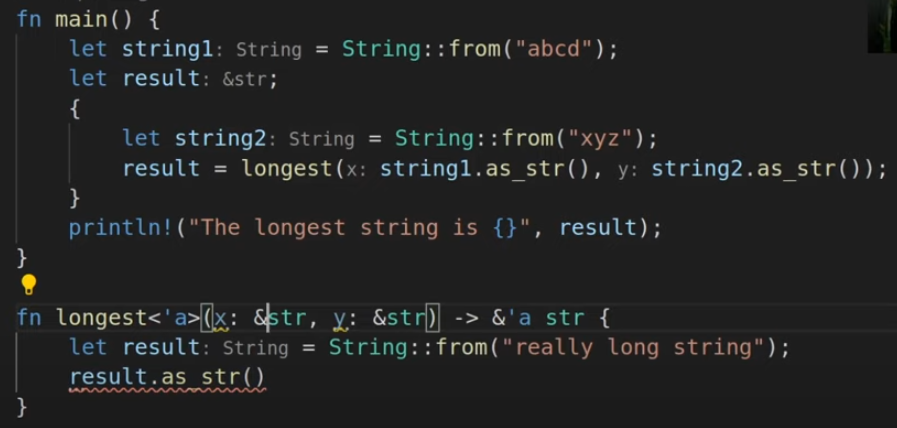 fn main() {
    let string1: String = String::from("abcd");
    let result: &str;
    {
        let string2: String = String::from("xyz");
        result = longest(x: string1.as_str(), y: string2.as_str());
    }
    println!("The longest string is {}", result);
}
fn longest<'a>(x: &str, y: &str) -> &'a str {
    let result: String = String::from("really long string");
    result.as_str()
}